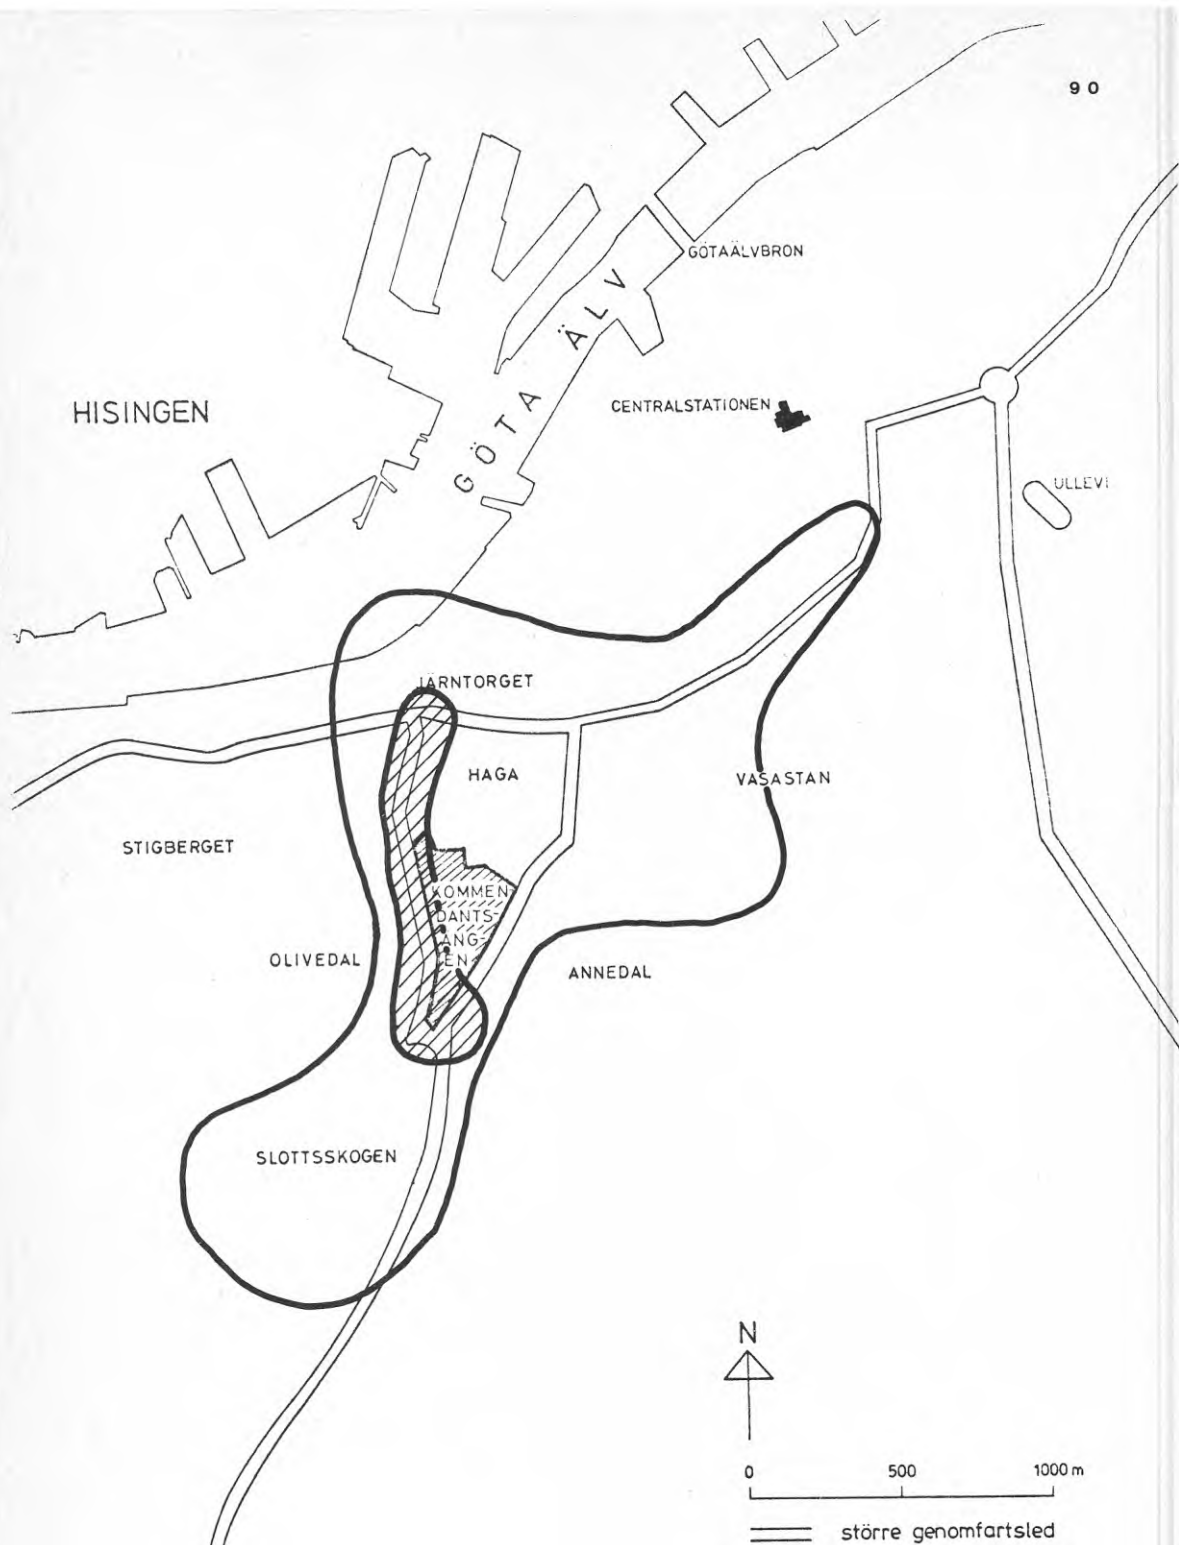 90
GÖTAÄLVBRON
GÖTA ÄLV
HISINGEN
CENTRALSTATIONEN
ULLEVI
JÄRNTORGET
HAGA
VASASTAN
STIGBERGET
KOMMEN
DANTS-
ÄNG-
EN
OLIVEDAL
ANNEDAL
SLOTTSSKOGEN
N
0 500 1000 m
större genomfartsled